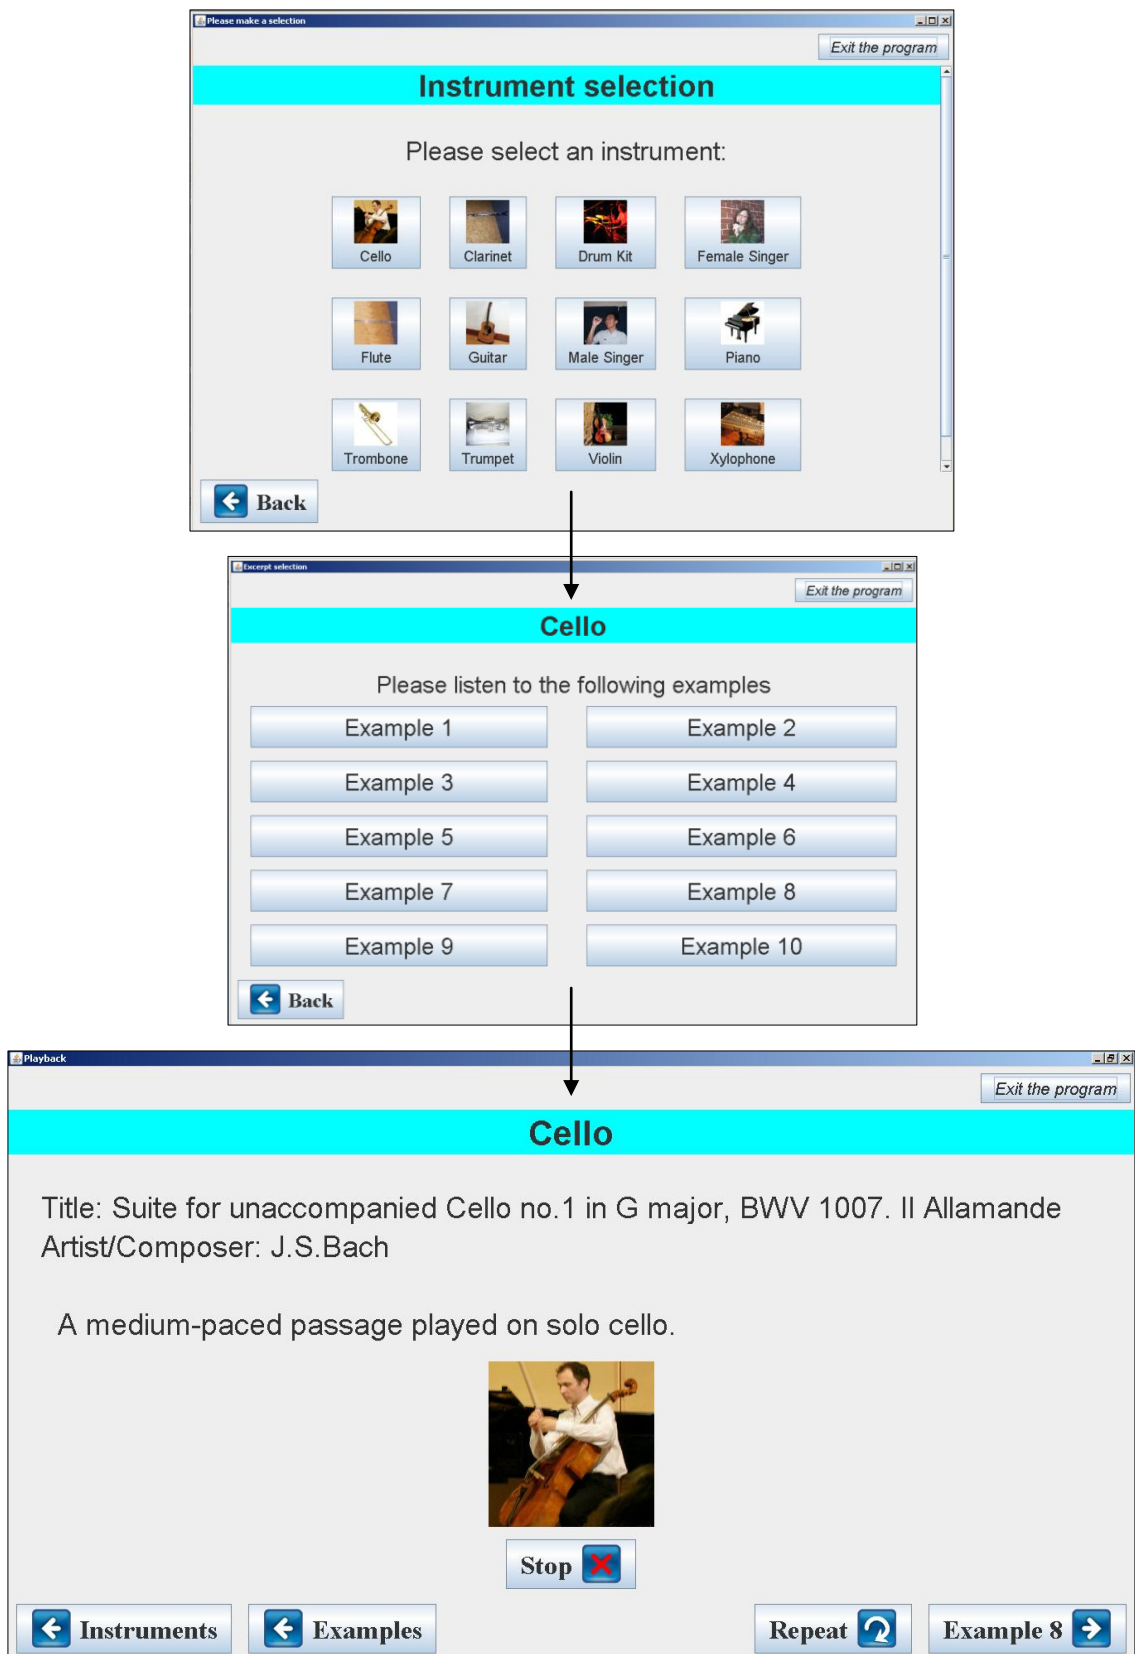 Please make a selection
Exit the program
Instrument selection
Please select an instrument:
Cello Clarinet Drum Kit Female Singer
Flute Guitar Male Singer Piano
Trombone Trumpet Violin Xylophone
Back
Excerpt selection
Exit the program
Cello
Please listen to the following examples
Example 1 Example 2
Example 3 Example 4
Example 5 Example 6
Example 7 Example 8
Example 9 Example 10
Back
Playback
Exit the program
Cello
Title: Suite for unaccompanied Cello no.1 in G major, BWV 1007. II Allamande
Artist/Composer: J.S.Bach
A medium-paced passage played on solo cello.
Stop
Instruments Examples Repeat Example 8